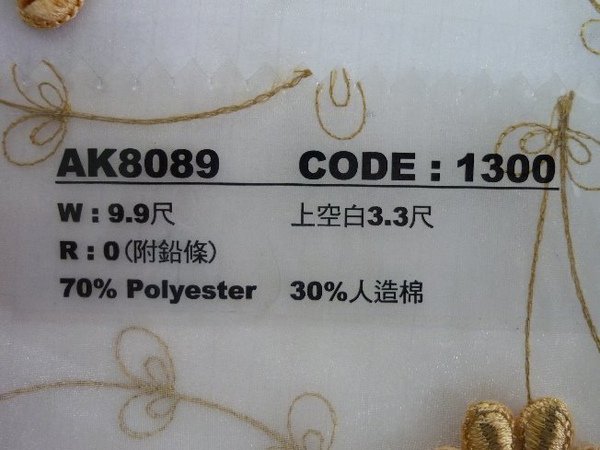 AK8089 CODE : 1300
W : 9.9尺 上空白3.3尺
R : 0(附鉛條)
70% Polyester 30%人造棉